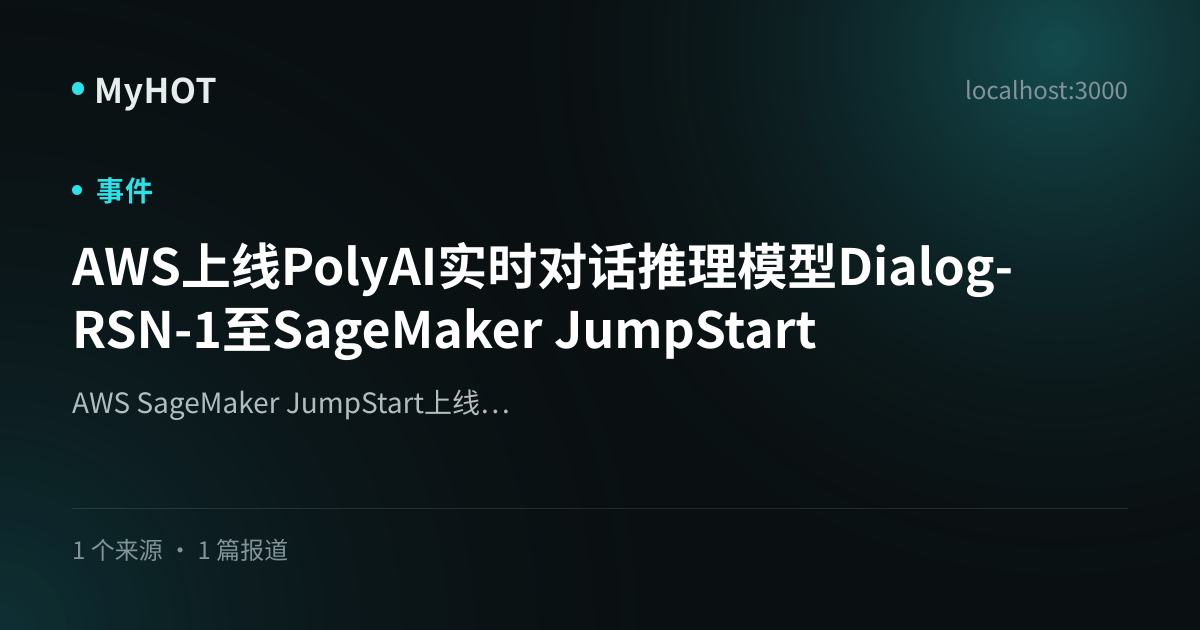 MyHOT
localhost:3000
事件
AWS上线PolyAI实时对话推理模型Dialog-
RSN-1至SageMaker JumpStart
AWS SageMaker JumpStart上线…
1 个来源 · 1 篇报道